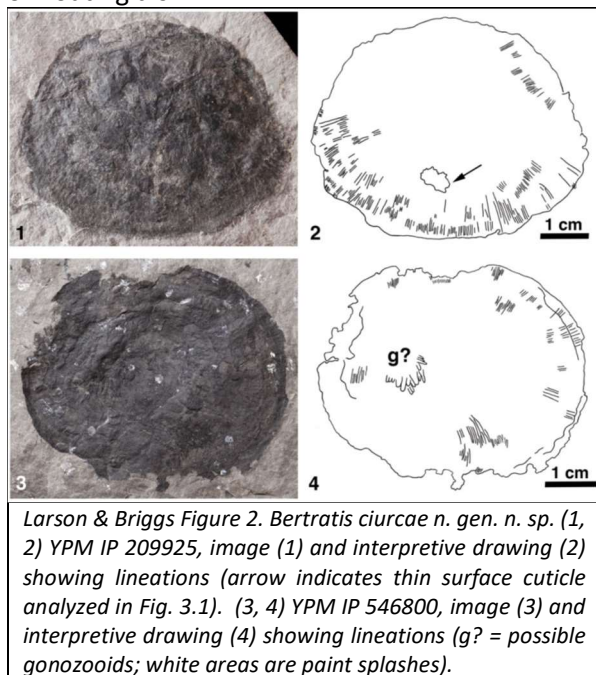 1
2
1 cm
g?
3
4
1 cm
Larson & Briggs Figure 2. Bertratis ciurcae n. gen. n. sp. (1,
2) YPM IP 209925, image (1) and interpretive drawing (2)
showing lineations (arrow indicates thin surface cuticle
analyzed in Fig. 3.1). (3, 4) YPM IP 546800, image (3) and
interpretive drawing (4) showing lineations (g? = possible
gonozooids; white areas are paint splashes).